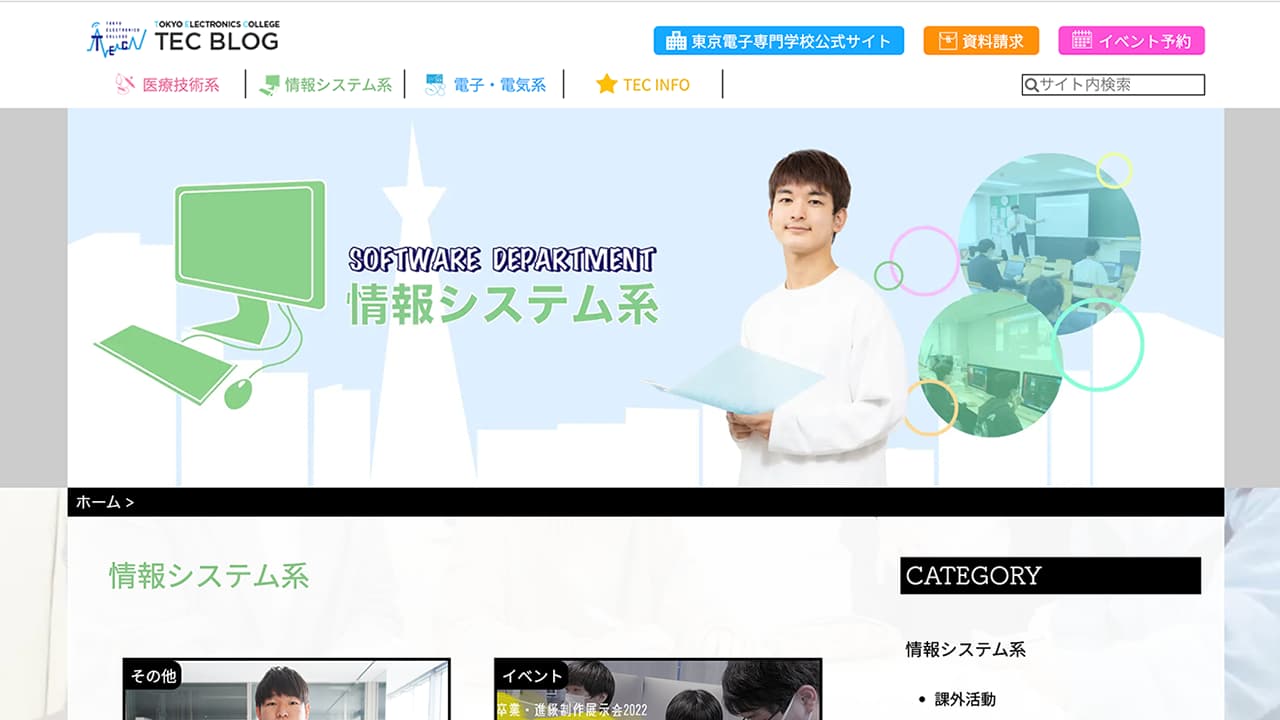 TOKYO ELECTRONICS COLLEGE
TOKYO ELECTRONICS COLLEGE
TEC BLOG
東京電子専門学校公式サイト
資料請求
イベント予約
医療技術系
情報システム系
電子・電気系
TEC INFO
サイト内検索
SOFTWARE DEPARTMENT
情報システム系
ホーム >
情報システム系
CATEGORY
情報システム系
• 課外活動
その他
イベント
卒業・進級制作展示会2022